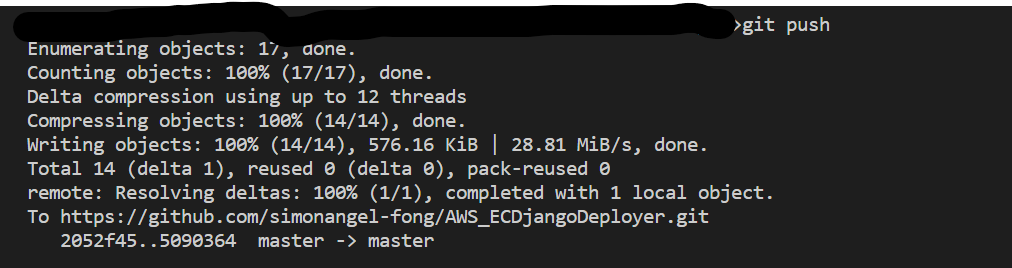 >git push
Enumerating objects: 17, done.
Counting objects: 100% (17/17), done.
Delta compression using up to 12 threads
Compressing objects: 100% (14/14), done.
Writing objects: 100% (14/14), 576.16 KiB | 28.81 MiB/s, done.
Total 14 (delta 1), reused 0 (delta 0), pack-reused 0
remote: Resolving deltas: 100% (1/1), completed with 1 local object.
To https://github.com/simonangel-fong/AWS_ECDjangoDeployer.git
   2052f45..5090364  master -> master